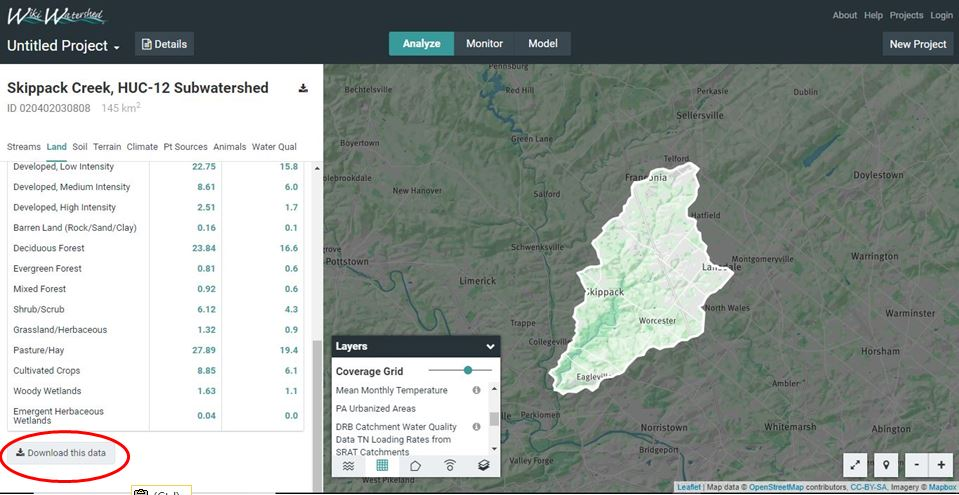 WikiWatershed
About Help Projects Login
Untitled Project
Details
Analyze Monitor Model
New Project
Skippack Creek, HUC-12 Subwatershed
ID 020402030808 145 km²
Streams Land Soil Terrain Climate Pt Sources Animals Water Qual
Developed, Low Intensity 22.75 15.8
Developed, Medium Intensity 8.61 6.0
Developed, High Intensity 2.51 1.7
Barren Land (Rock/Sand/Clay) 0.16 0.1
Deciduous Forest 23.84 16.6
Evergreen Forest 0.81 0.6
Mixed Forest 0.92 0.6
Shrub/Scrub 6.12 4.3
Grassland/Herbaceous 1.32 0.9
Pasture/Hay 27.89 19.4
Cultivated Crops 8.85 6.1
Woody Wetlands 1.63 1.1
Emergent Herbaceous
Wetlands 0.04 0.0
Download this data
(Ctrl)
Pennsburg
Red Hill
Bechtelsville
Perkasie
Dublin
Sellersville
Green Lane
Boyertown
Telford
Franconia
Doylestown
New Hanover
Salford
Hatfield
Schwenksville
Pottstown
Montgomeryville
Warrington
Lansdale
Limerick
Skippack
North Wales
Warminster
Trappe
Worcester
Collegeville
Horsham
Eagleville
Ambler
Perkiomen
Norristown
Whitemarsh
Abington
Valley Forge
West Pikeland
Layers
Coverage Grid
Mean Monthly Temperature
PA Urbanized Areas
DRB Catchment Water Quality
Data TN Loading Rates from
SRAT Catchments
- +
Leaflet | Map data © OpenStreetMap contributors, CC-BY-SA, Imagery © Mapbox